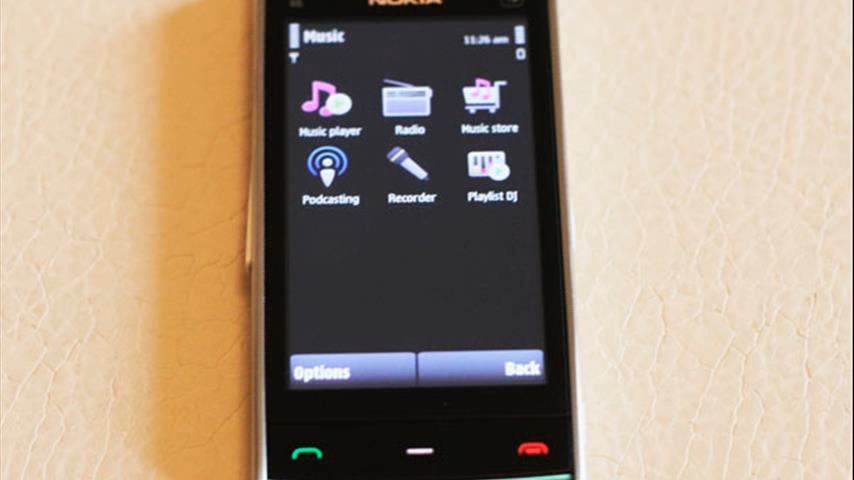 NOKIA
Music
11:26 am
Music player
Radio
Music store
Podcasting
Recorder
Playlist DJ
Options
Back